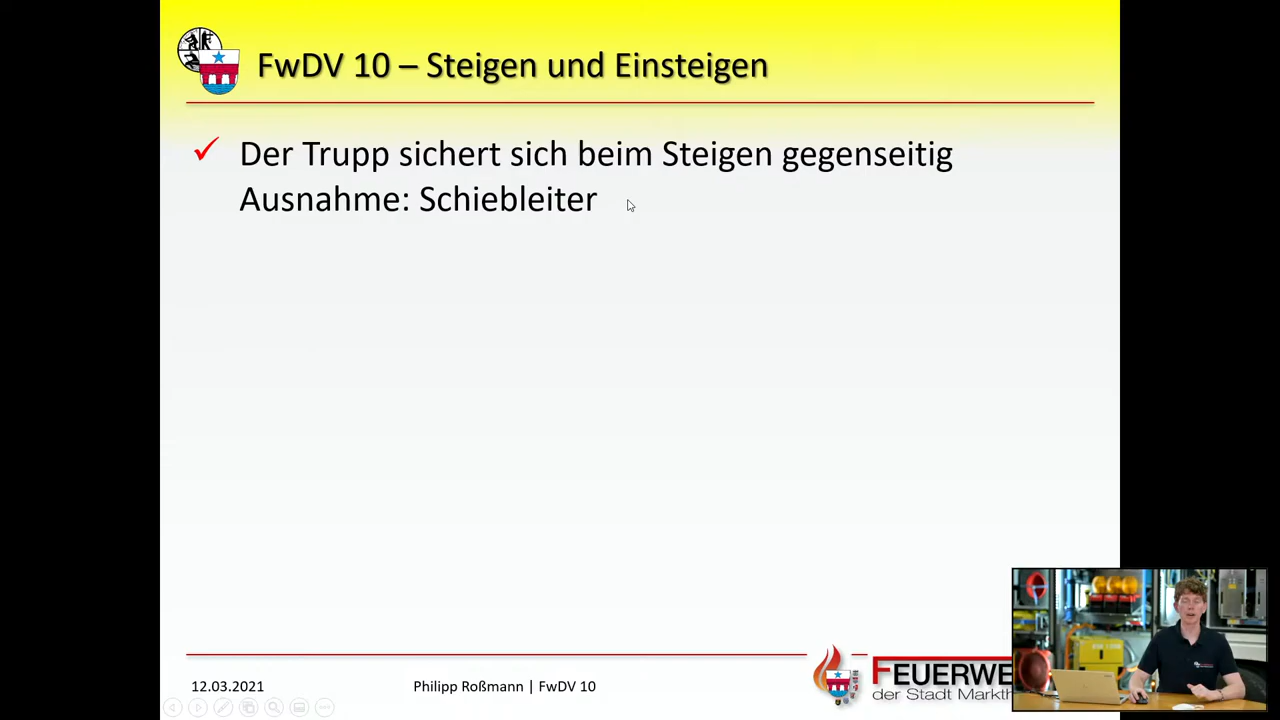 FwDV 10 – Steigen und Einsteigen
Der Trupp sichert sich beim Steigen gegenseitig
Ausnahme: Schiebleiter
12.03.2021
Philipp Roßmann | FwDV 10
FEUERWE
der Stadt Markth